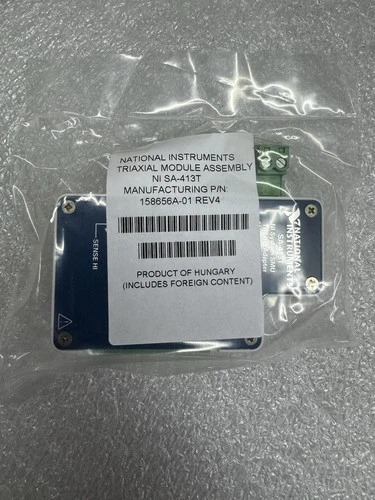 NATIONAL INSTRUMENTS
TRIAXIAL MODULE ASSEMBLY
NI SA-413T
MANUFACTURING P/N:
158656A-01 REV4
PRODUCT OF HUNGARY
(INCLUDES FOREIGN CONTENT)
SENSE HI
NATIONAL
INSTRUMENTS